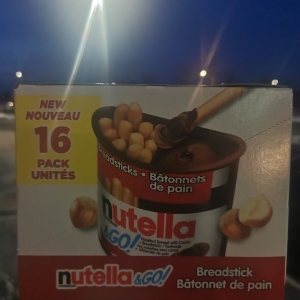 NEW
NOUVEAU
16
PACK
UNITÉS
Breadsticks • Bâtonnets
de pain
nutella
&GO!
nutella &GO!
Breadstick
Bâtonnet de pain